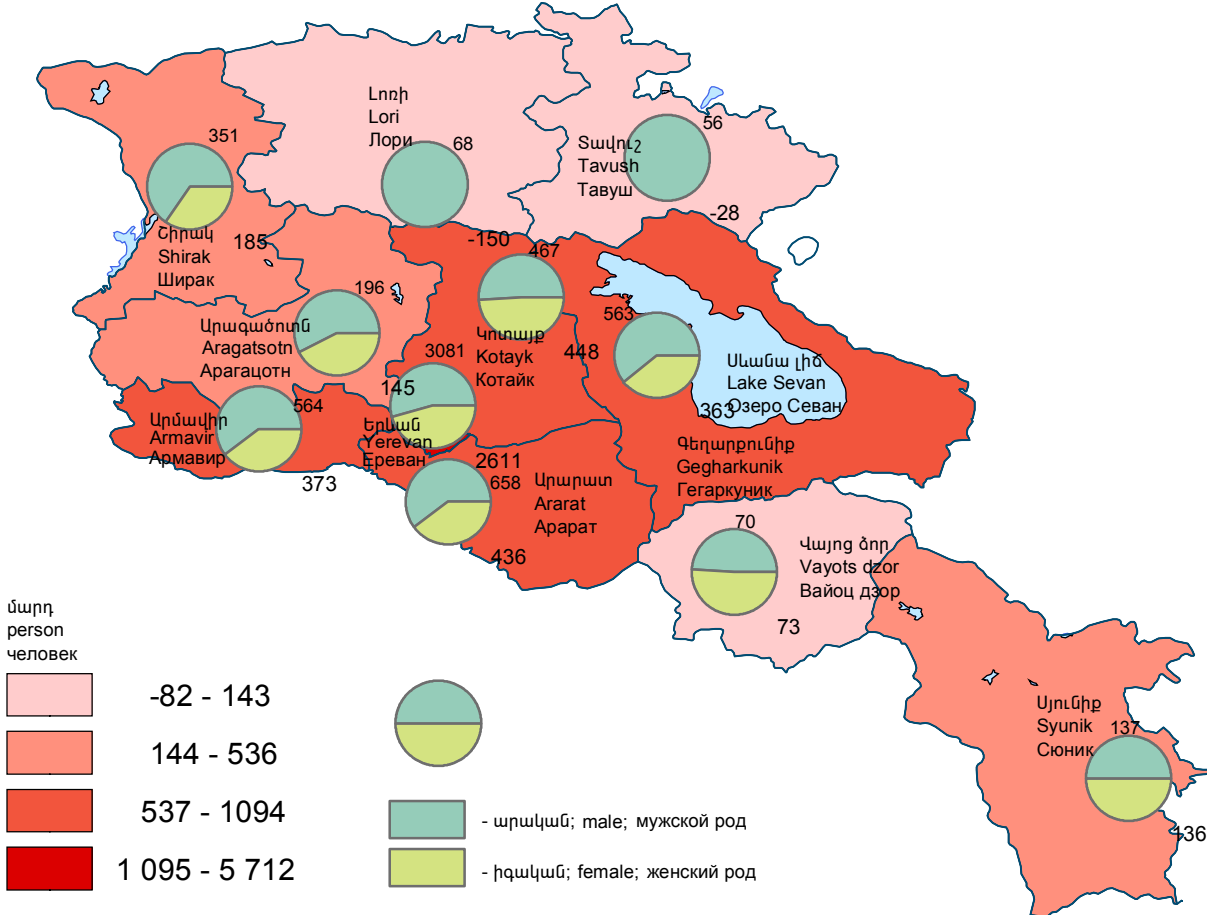 Լոռի
Lori
Лори
68
56
Տավուշ
Tavush
Тавуш
-28
351
Շիրակ
Shirak
Ширак
185
-150
467
196
Արագածոտն
Aragatsotn
Арагацотн
Կոտայք
Kotayk
Котайк
448
563
Սևանա լիճ
Lake Sevan
Озеро Севан
363
3081
145
Երևան
Yerevan
Ереван
2611
564
Արմավիր
Armavir
Армавир
373
Գեղարքունիք
Gegharkunik
Гегаркуник
658
Արարատ
Ararat
Арарат
436
70
Վայոց ձոր
Vayots dzor
Вайоц дзор
73
Սյունիք
Syunik
Сюник
137
136
մարդ
person
человек
-82 - 143
144 - 536
537 - 1094
1 095 - 5 712
- արական; male; мужской род
- իգական; female; женский род